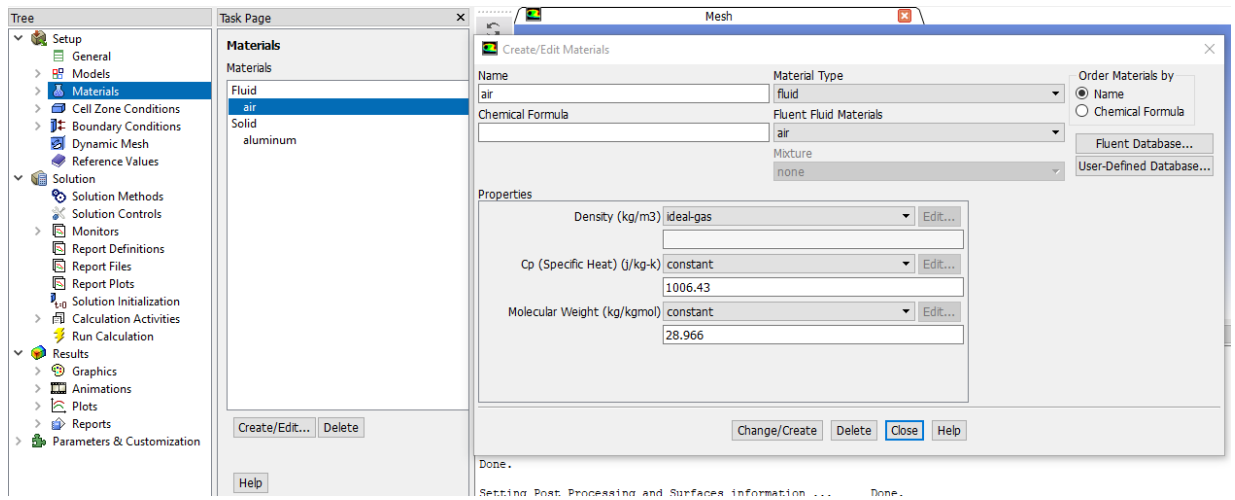 Tree
Setup
General
Models
Materials
Cell Zone Conditions
Boundary Conditions
Dynamic Mesh
Reference Values
Solution
Solution Methods
Solution Controls
Monitors
Report Definitions
Report Files
Report Plots
t=0 Solution Initialization
Calculation Activities
Run Calculation
Results
Graphics
Animations
Plots
Reports
Parameters & Customization
Task Page
Materials
Materials
Fluid
air
Solid
aluminum
Create/Edit... Delete
Help
Mesh
Create/Edit Materials
Name
air
Chemical Formula
Material Type
fluid
Fluent Fluid Materials
air
Mixture
none
Order Materials by
Name
Chemical Formula
Fluent Database...
User-Defined Database...
Properties
Density (kg/m3) ideal-gas Edit...
Cp (Specific Heat) (j/kg-k) constant Edit...
1006.43
Molecular Weight (kg/kgmol) constant Edit...
28.966
Change/Create Delete Close Help
Done.
Setting Post Processing and Surfaces information ... Done.